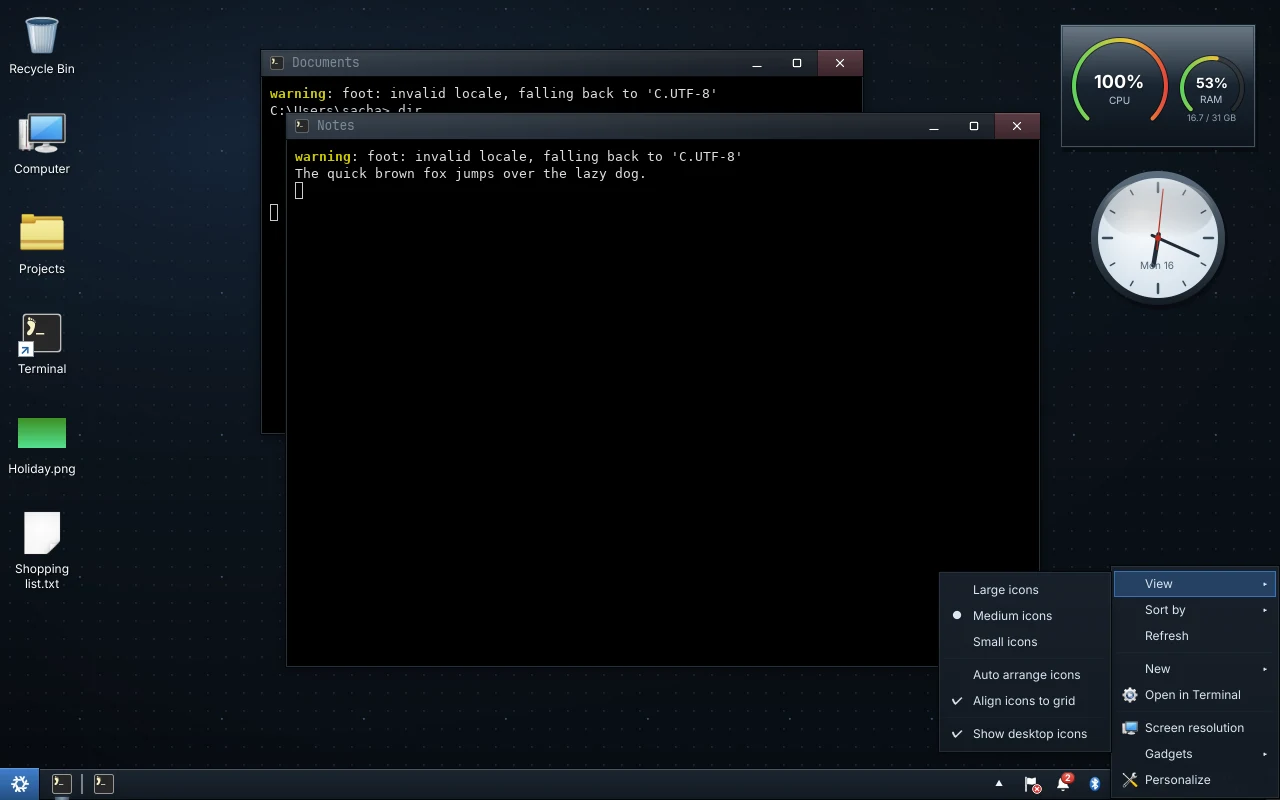 Recycle Bin
Computer
Projects
Terminal
Holiday.png
Shopping
list.txt
Documents
warning: foot: invalid locale, falling back to 'C.UTF-8'
C:\Users\sacha> dir
Notes
warning: foot: invalid locale, falling back to 'C.UTF-8'
The quick brown fox jumps over the lazy dog.
100%
CPU
53%
RAM
16.7 / 31 GB
Mon 16
Large icons
Medium icons
Small icons
Auto arrange icons
Align icons to grid
Show desktop icons
View
Sort by
Refresh
New
Open in Terminal
Screen resolution
Gadgets
Personalize
2